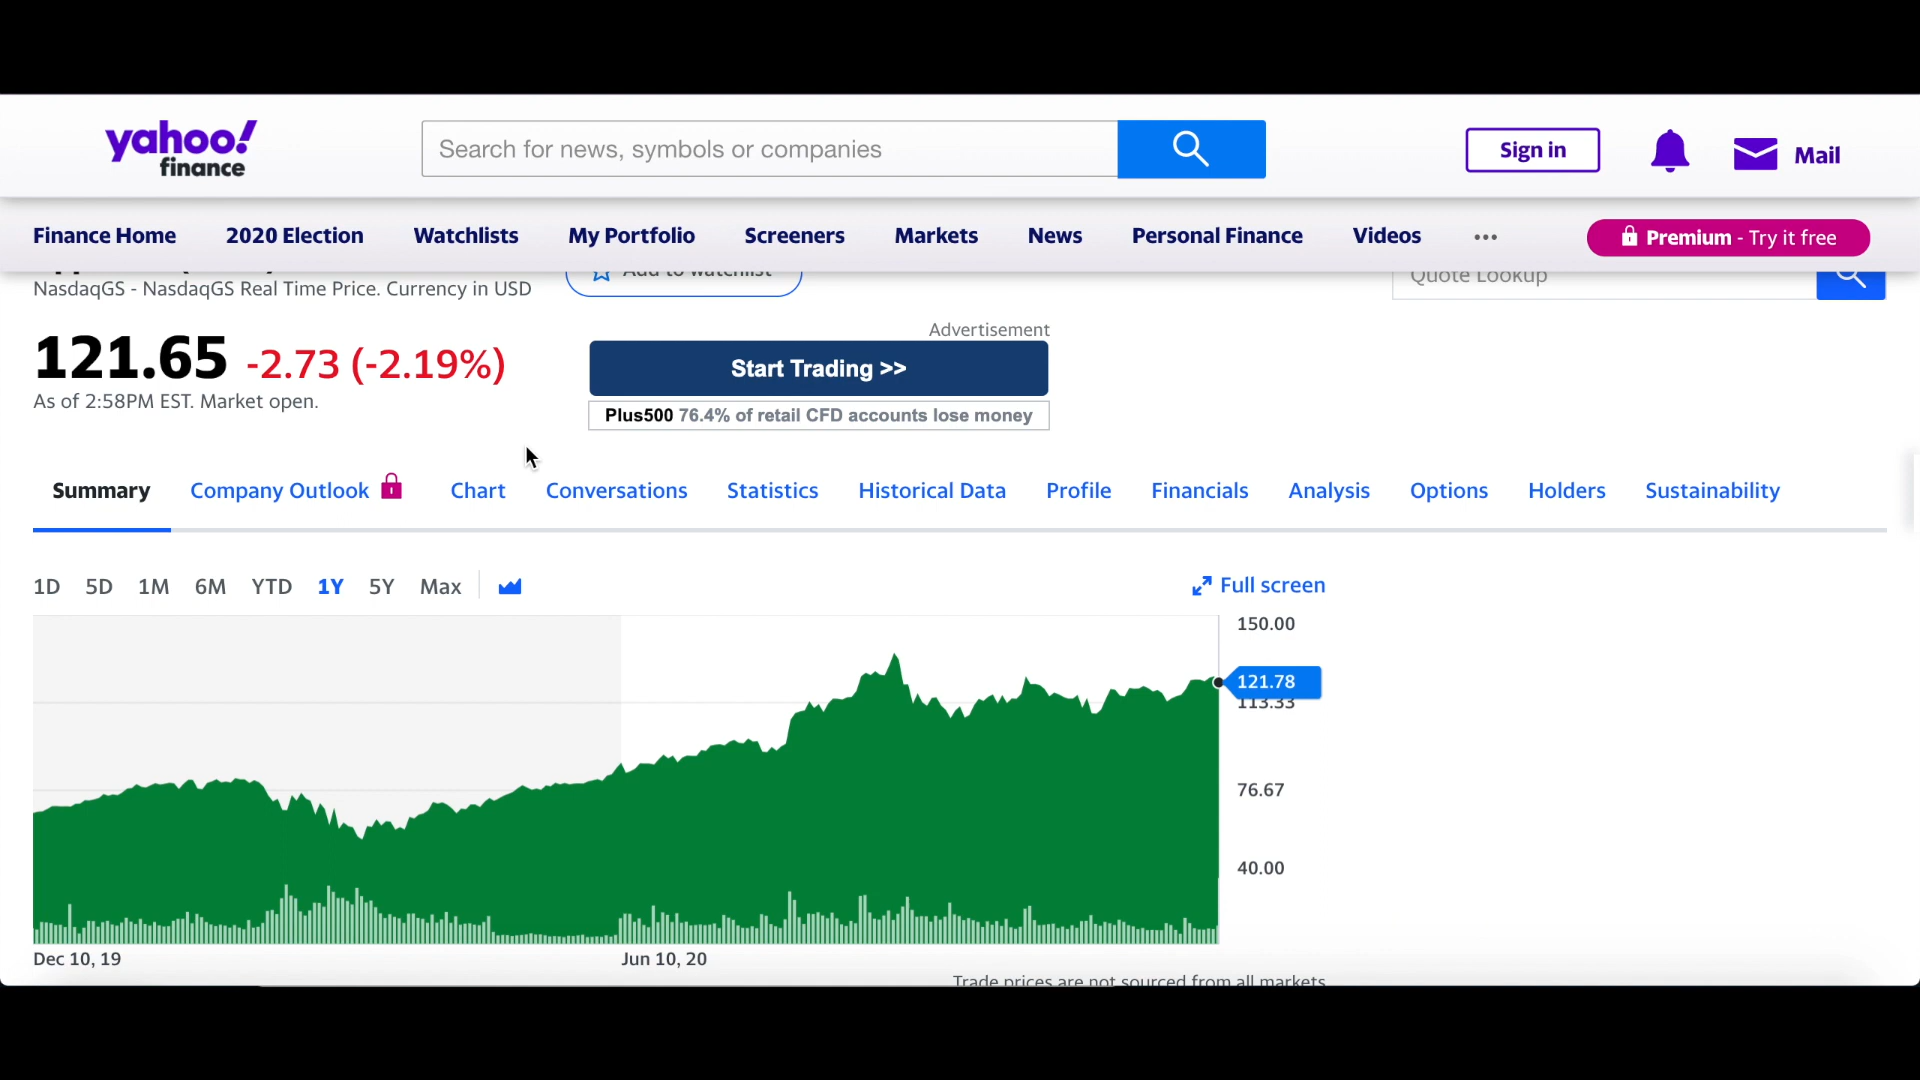 yahoo!
finance
Search for news, symbols or companies
Sign in
Mail
Finance Home
2020 Election
Watchlists
My Portfolio
Screeners
Markets
News
Personal Finance
Videos
Premium - Try it free
Add to watchlist
Quote Lookup
NasdaqGS - NasdaqGS Real Time Price. Currency in USD
121.65 -2.73 (-2.19%)
As of 2:58PM EST. Market open.
Advertisement
Start Trading >>
Plus500 76.4% of retail CFD accounts lose money
Summary
Company Outlook
Chart
Conversations
Statistics
Historical Data
Profile
Financials
Analysis
Options
Holders
Sustainability
1D 5D 1M 6M YTD 1Y 5Y Max
Full screen
150.00
121.78
113.33
76.67
40.00
Dec 10, 19
Jun 10, 20
Trade prices are not sourced from all markets